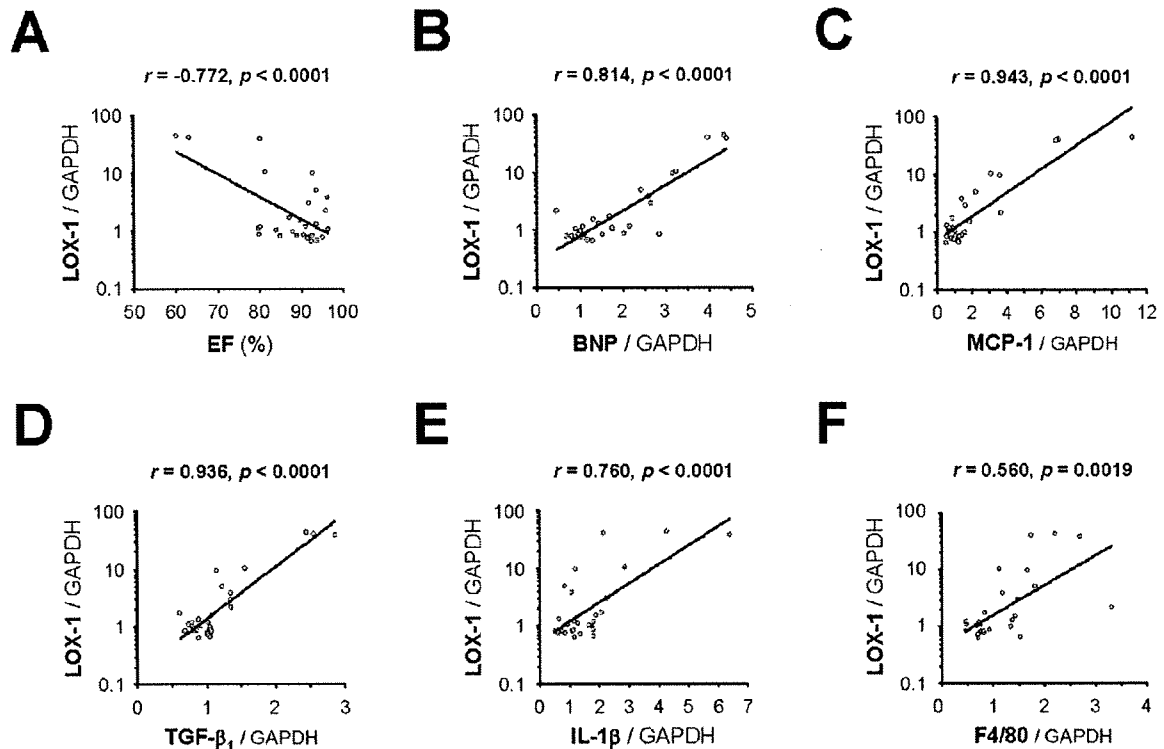 A
r = -0.772, p < 0.0001
LOX-1 / GAPDH
100
10
1
0.1
50 60 70 80 90 100
EF (%)
B
r = 0.814, p < 0.0001
LOX-1 / GPADH
100
10
1
0.1
0 1 2 3 4 5
BNP / GAPDH
C
r = 0.943, p < 0.0001
LOX-1 / GAPDH
100
10
1
0.1
0 2 4 6 8 10 12
MCP-1 / GAPDH
D
r = 0.936, p < 0.0001
LOX-1 / GAPDH
100
10
1
0.1
0 1 2 3
TGF-β₁ / GAPDH
E
r = 0.760, p < 0.0001
LOX-1 / GAPDH
100
10
1
0.1
0 1 2 3 4 5 6 7
IL-1β / GAPDH
F
r = 0.560, p = 0.0019
LOX-1 / GAPDH
100
10
1
0.1
0 1 2 3 4
F4/80 / GAPDH